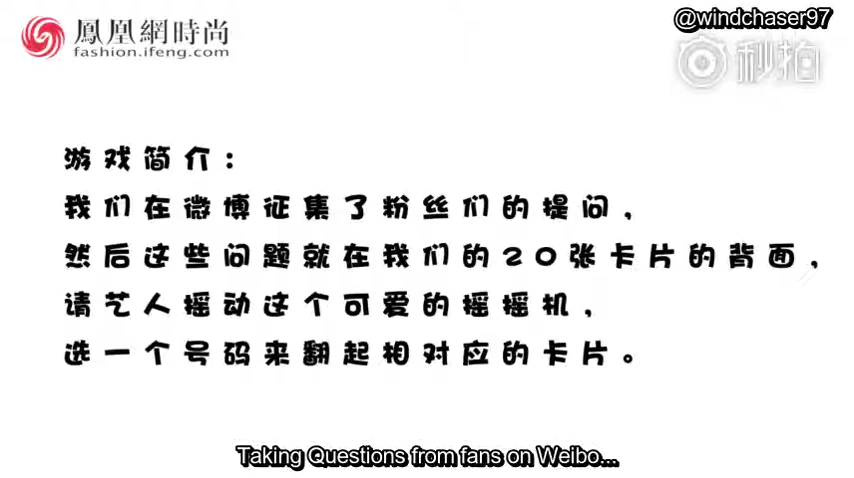 鳳凰網時尚
fashion.ifeng.com
@windchaser97
秒拍
游戏简介：
我们在微博征集了粉丝们的提问，
然后这些问题就在我们的20张卡片的背面，
请艺人摇动这个可爱的摇摇机，
选一个号码来翻起相对应的卡片。
Taking Questions from fans on Weibo...